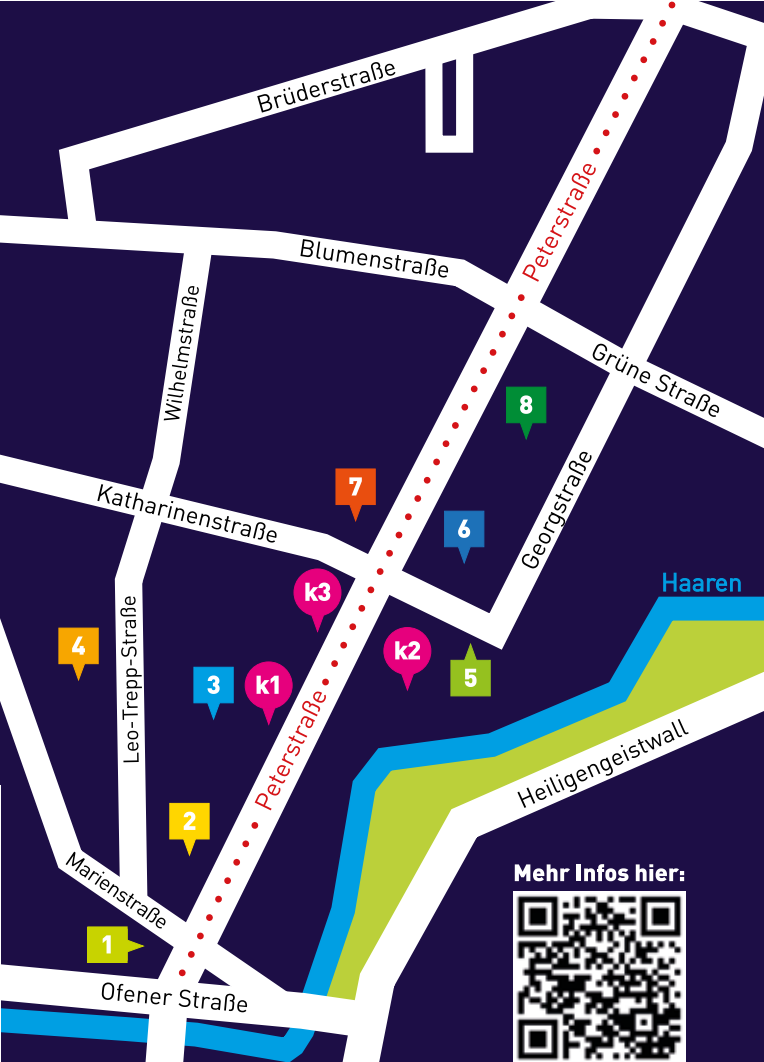 Brüderstraße
Peterstraße
Blumenstraße
Wilhelmstraße
Grüne Straße
8
7
Katharinenstraße
6
Georgstraße
k3
Haaren
4
Leo-Trepp-Straße
3
k1
k2
5
Peterstraße
Heiligengeistwall
2
Marienstraße
Mehr Infos hier:
1
Ofener Straße